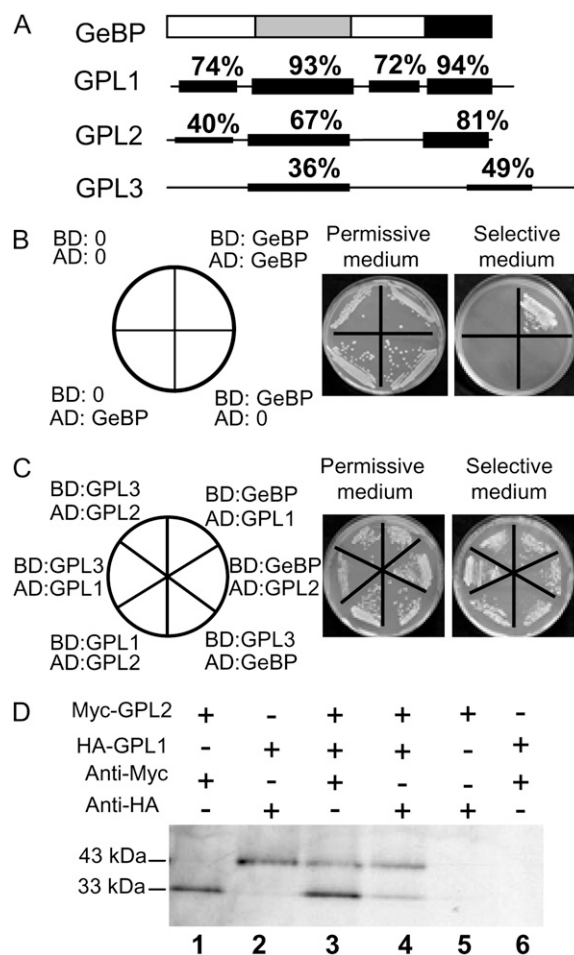 A
GeBP
74% 93% 72% 94%
GPL1
40% 67% 81%
GPL2
36% 49%
GPL3
B
BD: 0
AD: 0
BD: GeBP
AD: GeBP
BD: 0
AD: GeBP
BD: GeBP
AD: 0
Permissive
medium
Selective
medium
C
BD:GPL3
AD:GPL2
BD:GeBP
AD:GPL1
BD:GPL3
AD:GPL1
BD:GeBP
AD:GPL2
BD:GPL1
AD:GPL2
BD:GPL3
AD:GeBP
Permissive
medium
Selective
medium
D
Myc-GPL2 + - + + + -
HA-GPL1 - + + + - +
Anti-Myc + - + - - +
Anti-HA - + - + + -
43 kDa
33 kDa
1 2 3 4 5 6